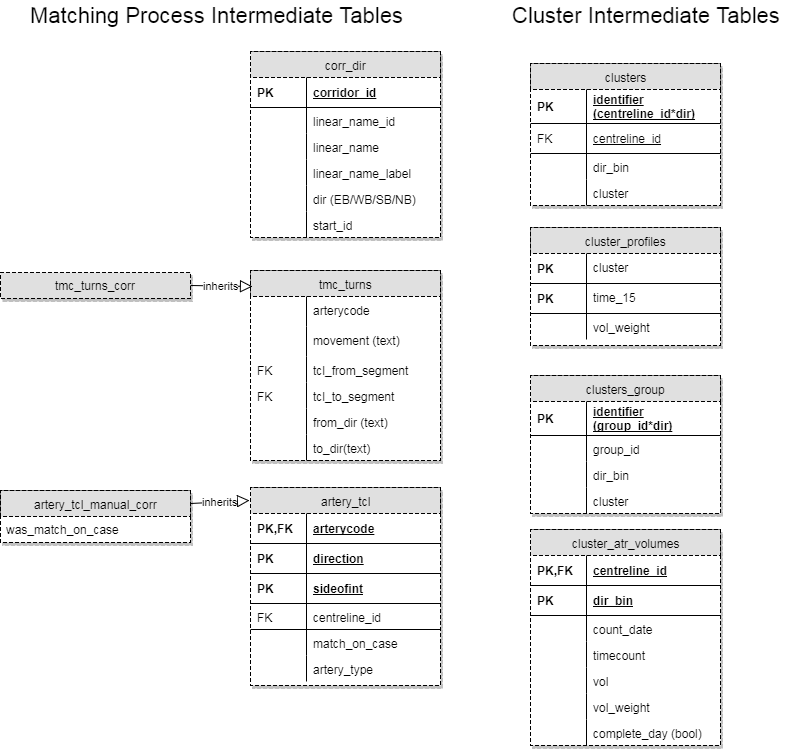 Matching Process Intermediate Tables
corr_dir
PK corridor_id
linear_name_id
linear_name
linear_name_label
dir (EB/WB/SB/NB)
start_id
tmc_turns_corr
inherits
tmc_turns
arterycode
movement (text)
FK tcl_from_segment
FK tcl_to_segment
from_dir (text)
to_dir(text)
artery_tcl_manual_corr
was_match_on_case
inherits
artery_tcl
PK,FK arterycode
PK direction
PK sideofint
FK centreline_id
match_on_case
artery_type
Cluster Intermediate Tables
clusters
PK identifier
(centreline_id*dir)
FK centreline_id
dir_bin
cluster
cluster_profiles
PK cluster
PK time_15
vol_weight
clusters_group
PK identifier
(group_id*dir)
group_id
dir_bin
cluster
cluster_atr_volumes
PK,FK centreline_id
PK dir_bin
count_date
timecount
vol
vol_weight
complete_day (bool)